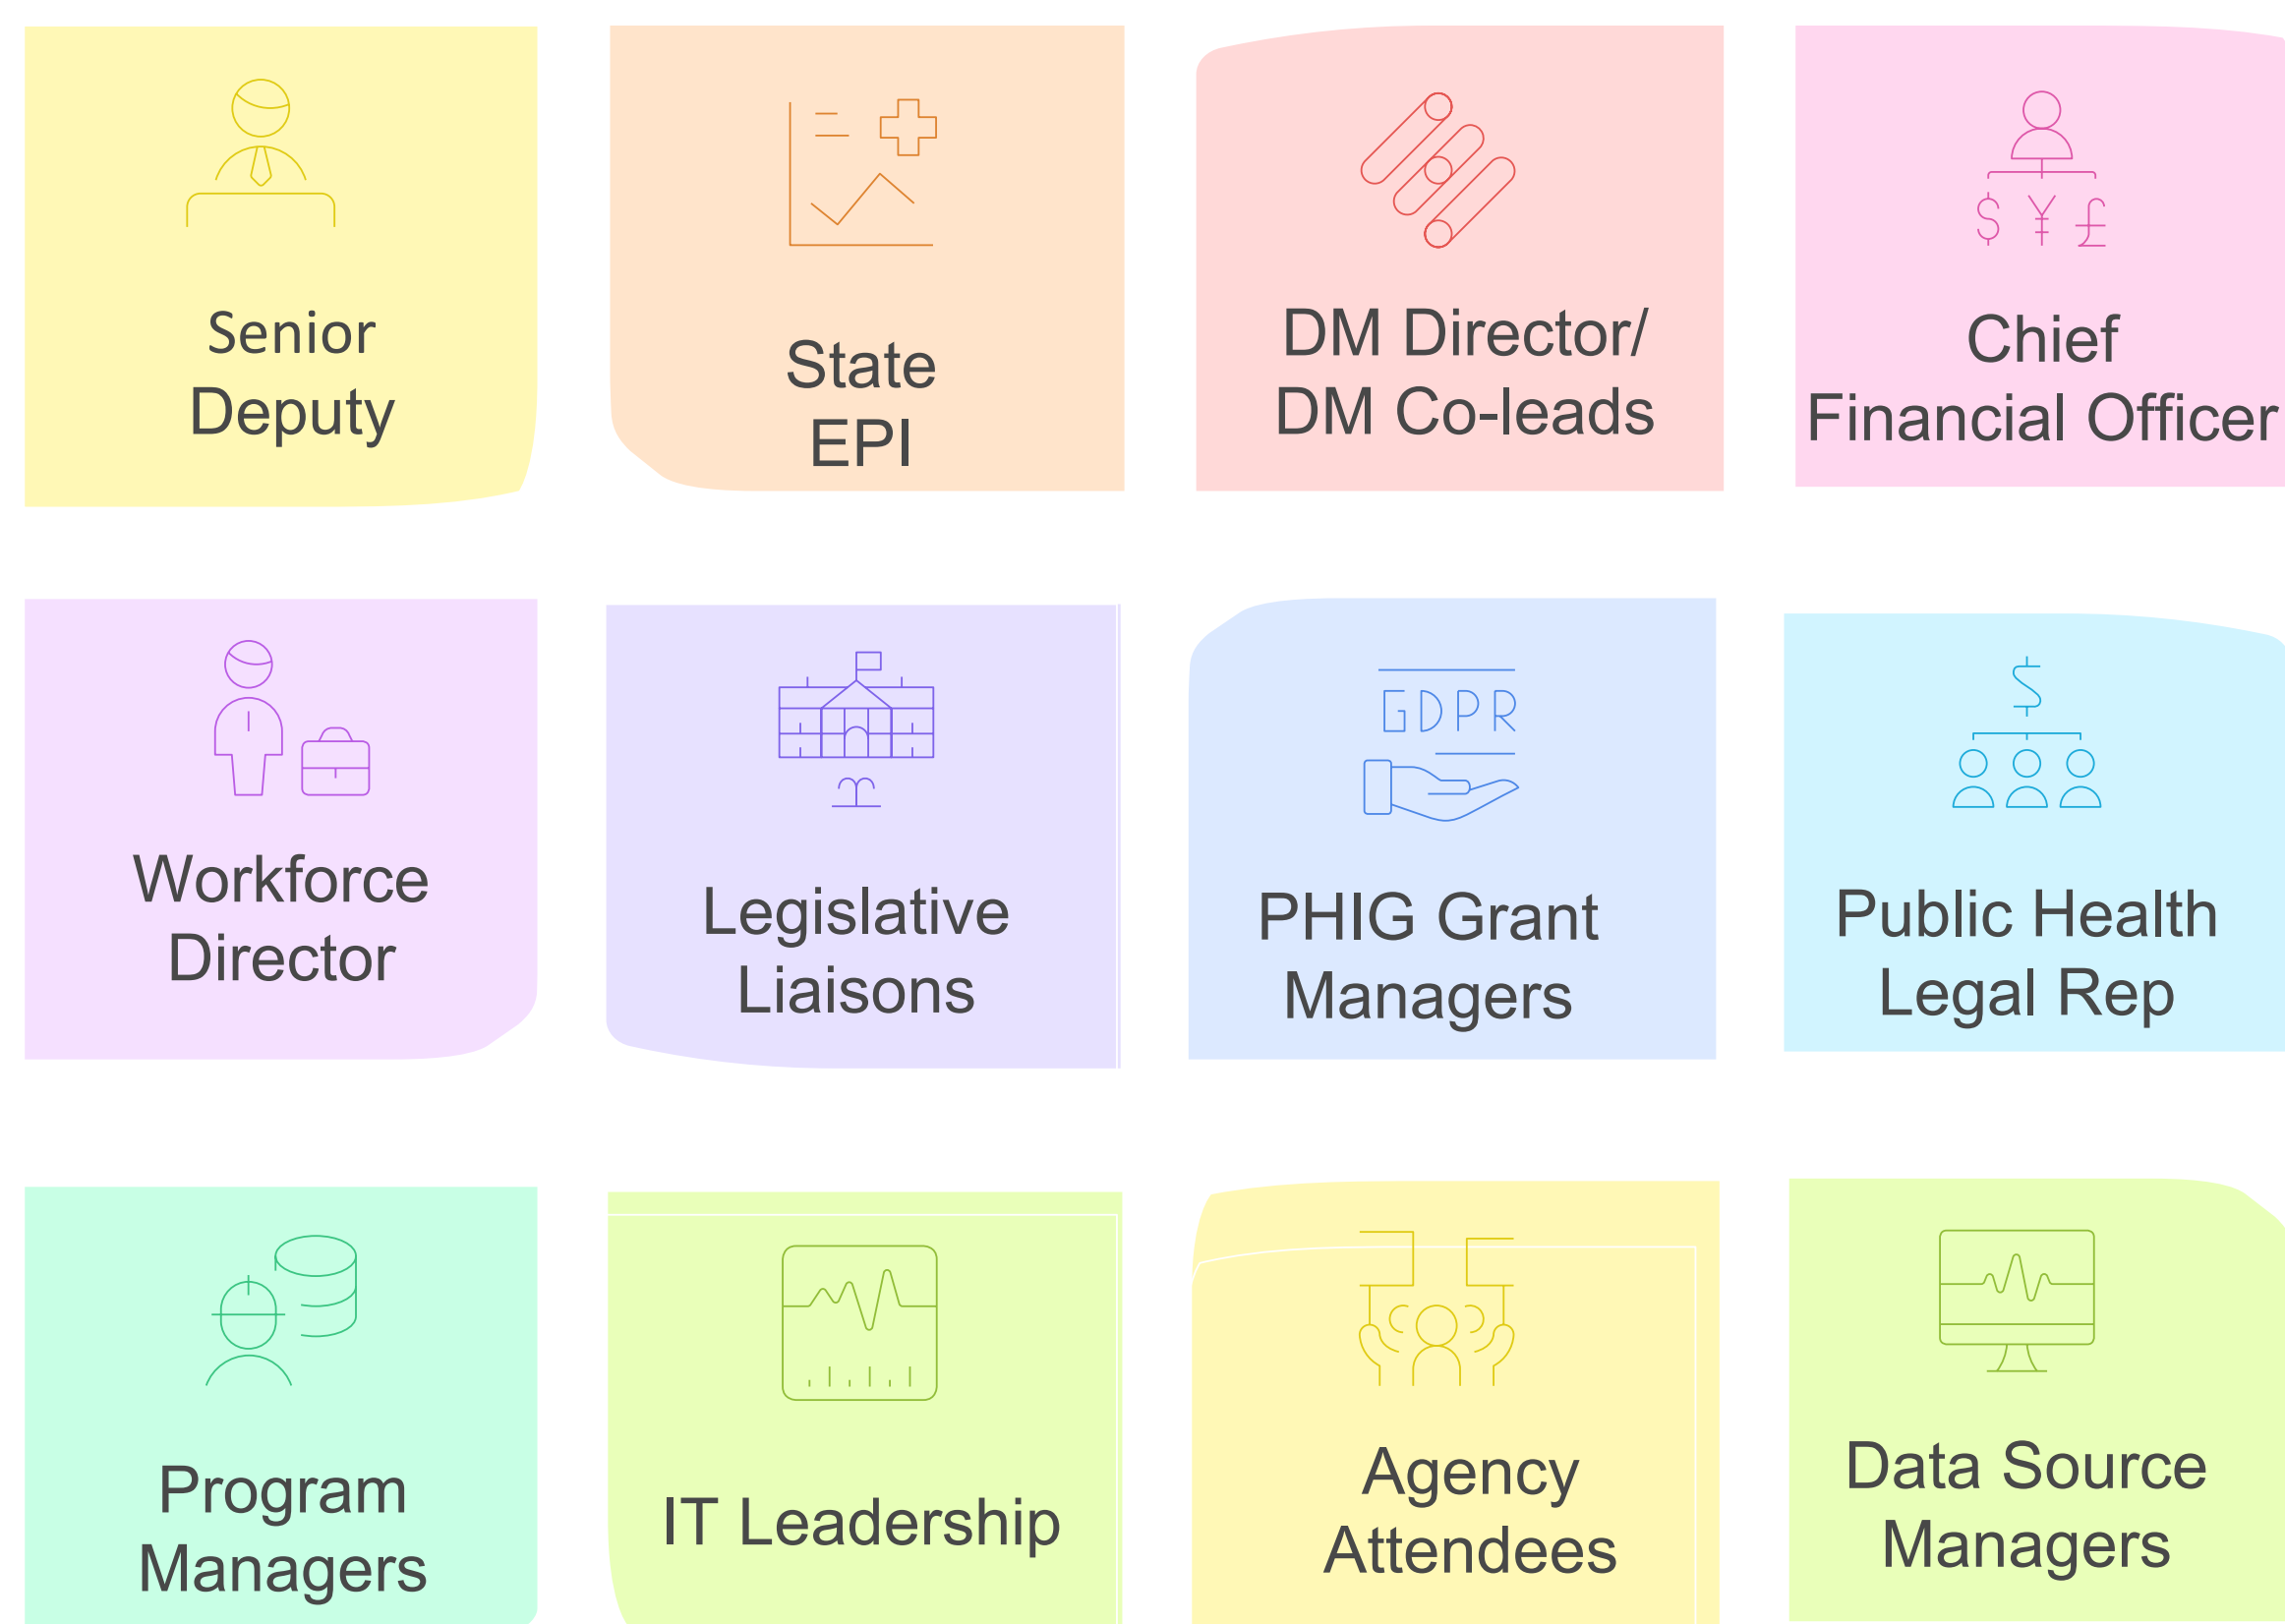 Senior
Deputy
State
EPI
DM Director/
DM Co-leads
Chief
Financial Officer
$ ¥ £
Workforce
Director
Legislative
Liaisons
GDPR
PHIG Grant
Managers
$
Public Health
Legal Rep
Program
Managers
IT Leadership
Agency
Attendees
Data Source
Managers